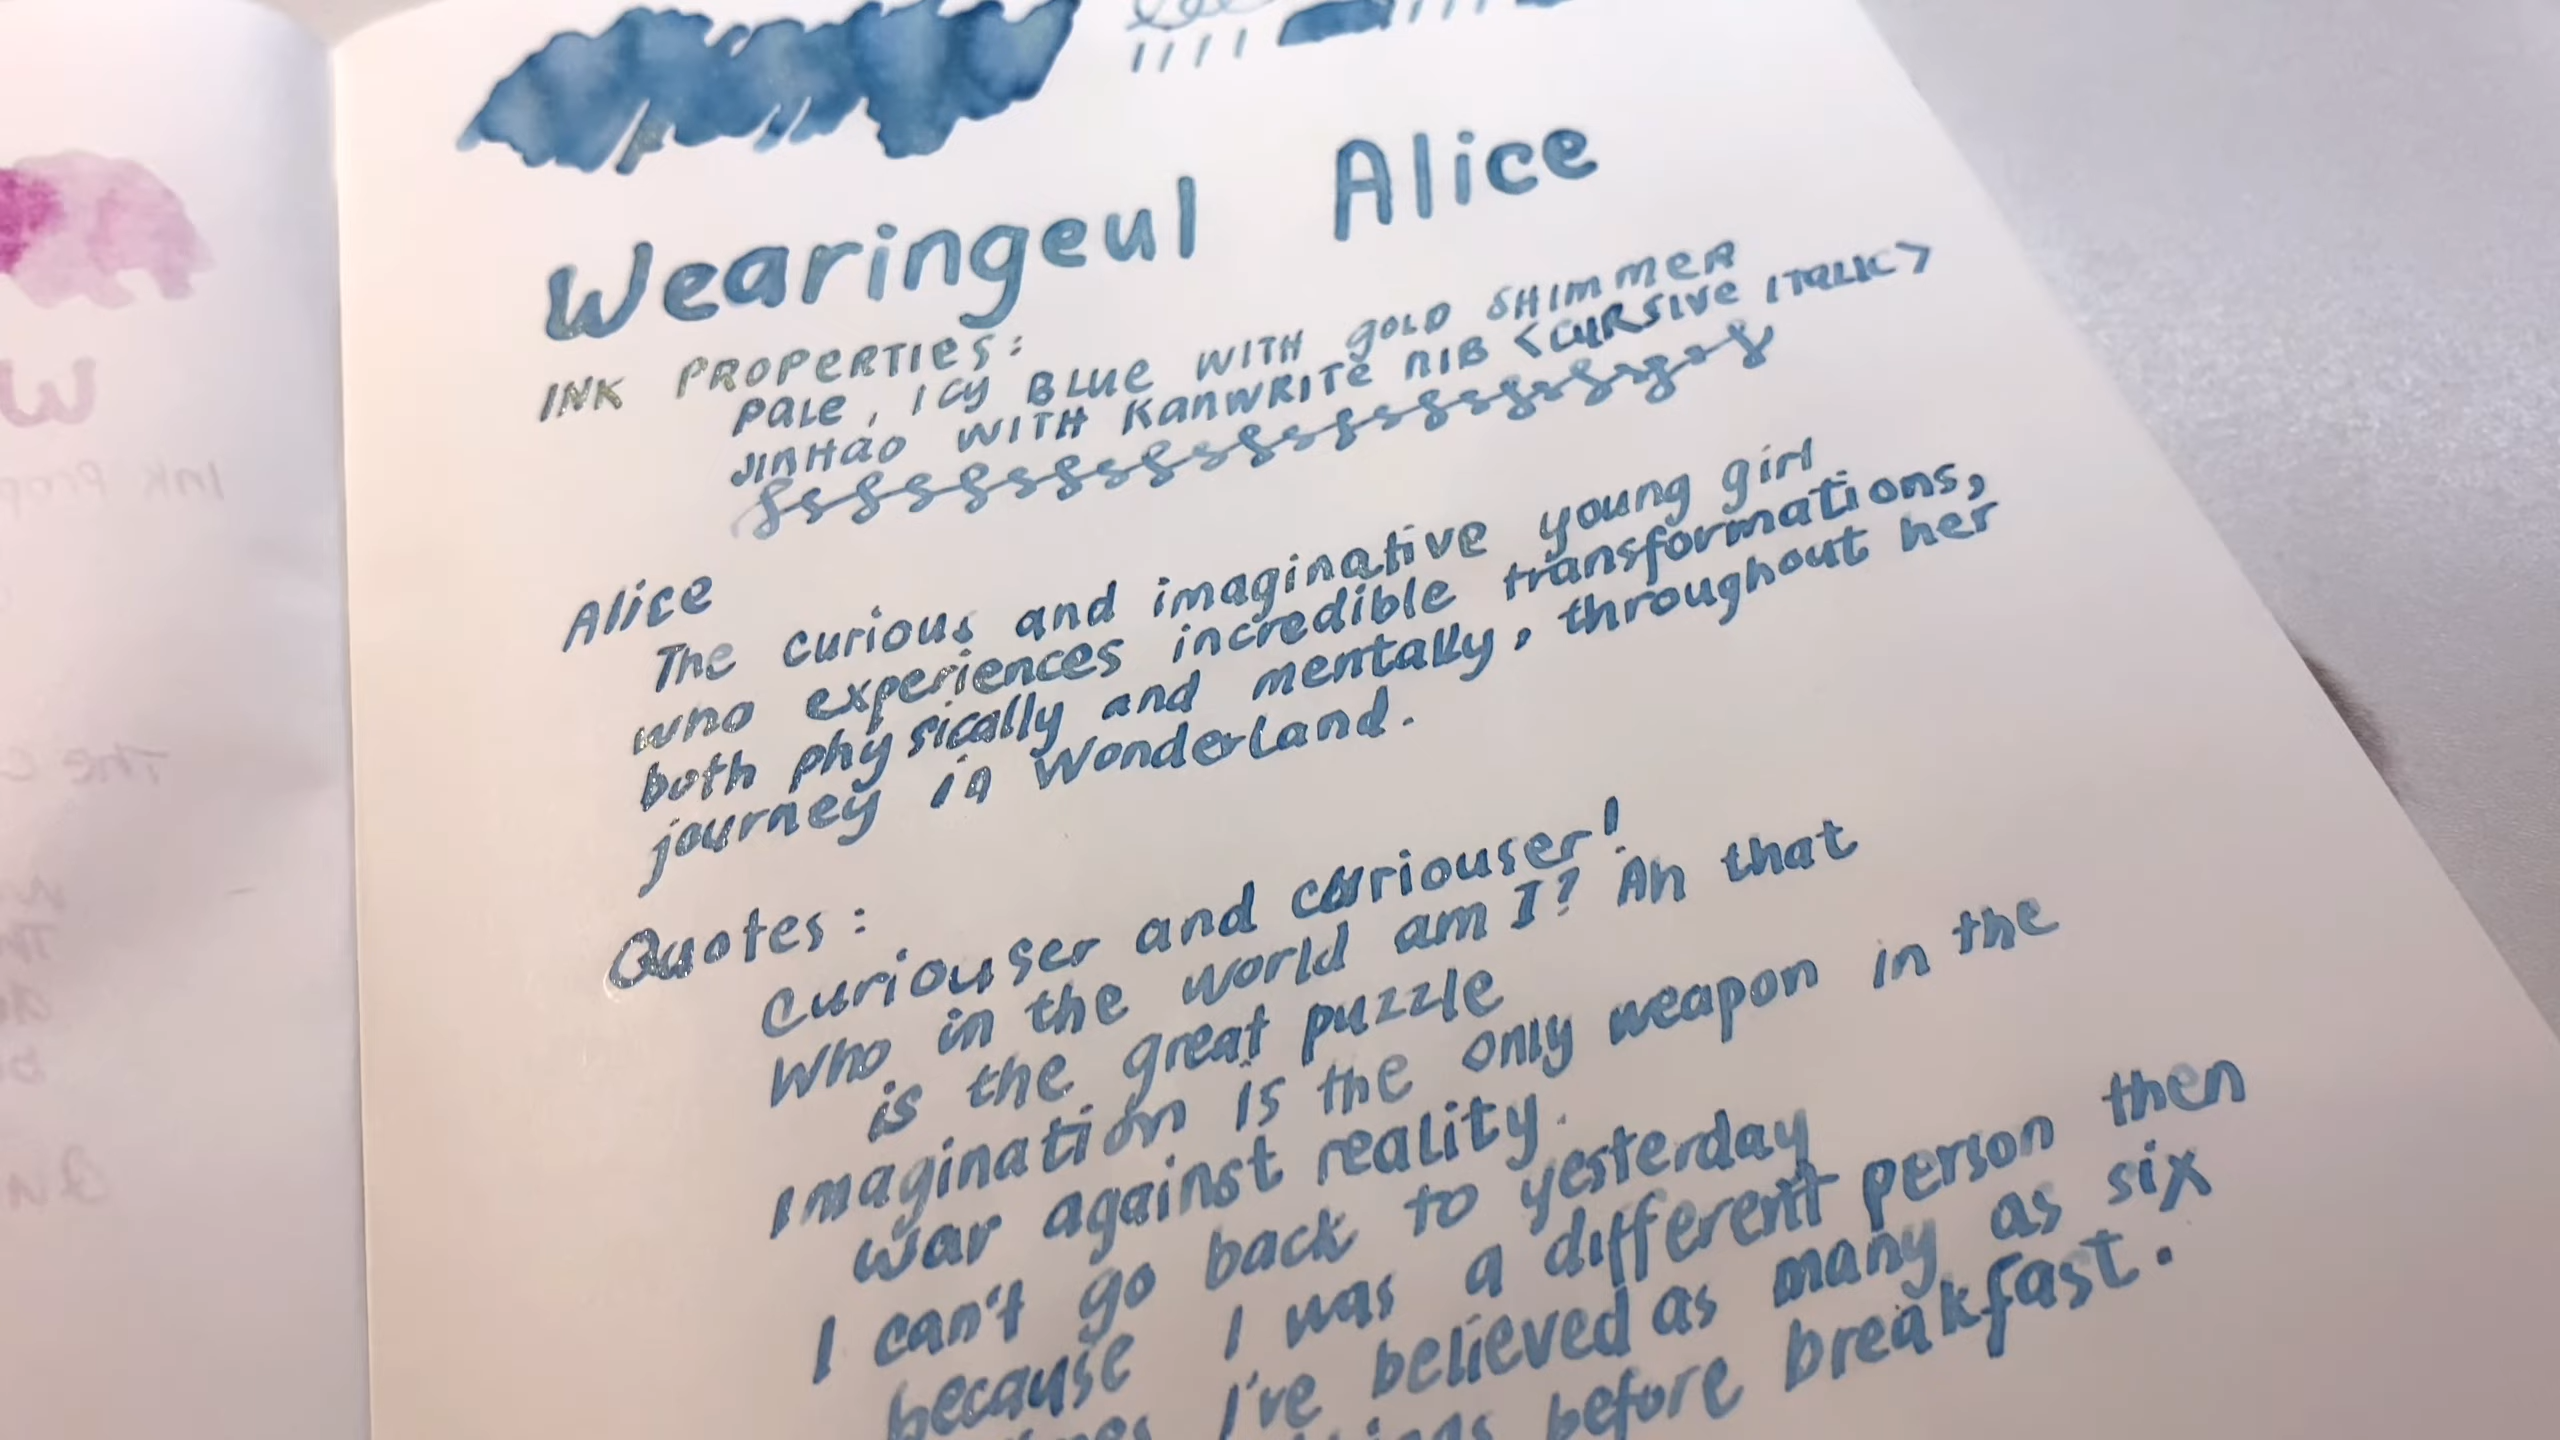 Wearingeul Alice
INK PROPERTIES:
PALE, ICY BLUE WITH GOLD SHIMMER
JINHAO WITH KANWRITE NIB <CURSIVE ITALIC>
Alice
The curious and imaginative young girl
who experiences incredible transformations,
both physically and mentally, throughout her
journey in Wonderland.
Quotes:
Curiouser and curiouser!
Who in the world am I? Ah that
is the great puzzle
Imagination is the only weapon in the
war against reality.
I can't go back to yesterday
because I was a different person then
I've believed as many as six
before breakfast.
W
Ink Prop
The c